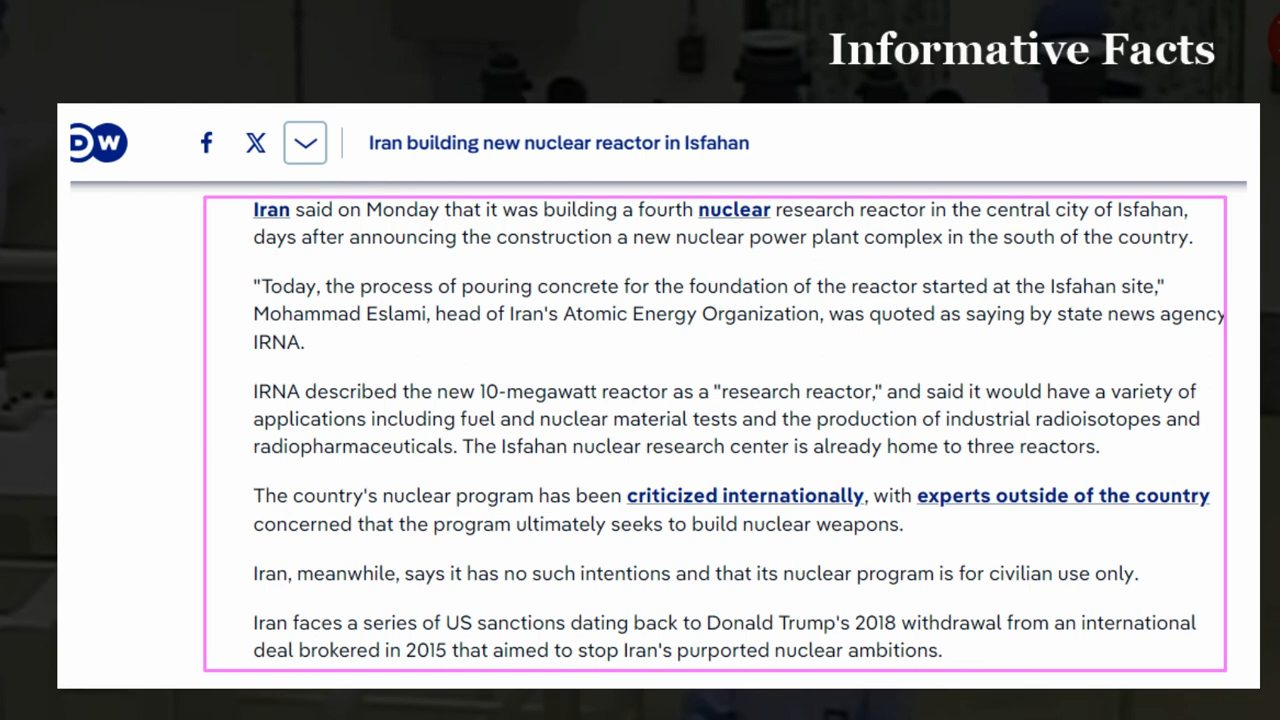 Informative Facts
DW
f X Iran building new nuclear reactor in Isfahan
Iran said on Monday that it was building a fourth nuclear research reactor in the central city of Isfahan,
days after announcing the construction a new nuclear power plant complex in the south of the country.
"Today, the process of pouring concrete for the foundation of the reactor started at the Isfahan site,"
Mohammad Eslami, head of Iran's Atomic Energy Organization, was quoted as saying by state news agency
IRNA.
IRNA described the new 10-megawatt reactor as a "research reactor," and said it would have a variety of
applications including fuel and nuclear material tests and the production of industrial radioisotopes and
radiopharmaceuticals. The Isfahan nuclear research center is already home to three reactors.
The country's nuclear program has been criticized internationally, with experts outside of the country
concerned that the program ultimately seeks to build nuclear weapons.
Iran, meanwhile, says it has no such intentions and that its nuclear program is for civilian use only.
Iran faces a series of US sanctions dating back to Donald Trump's 2018 withdrawal from an international
deal brokered in 2015 that aimed to stop Iran's purported nuclear ambitions.